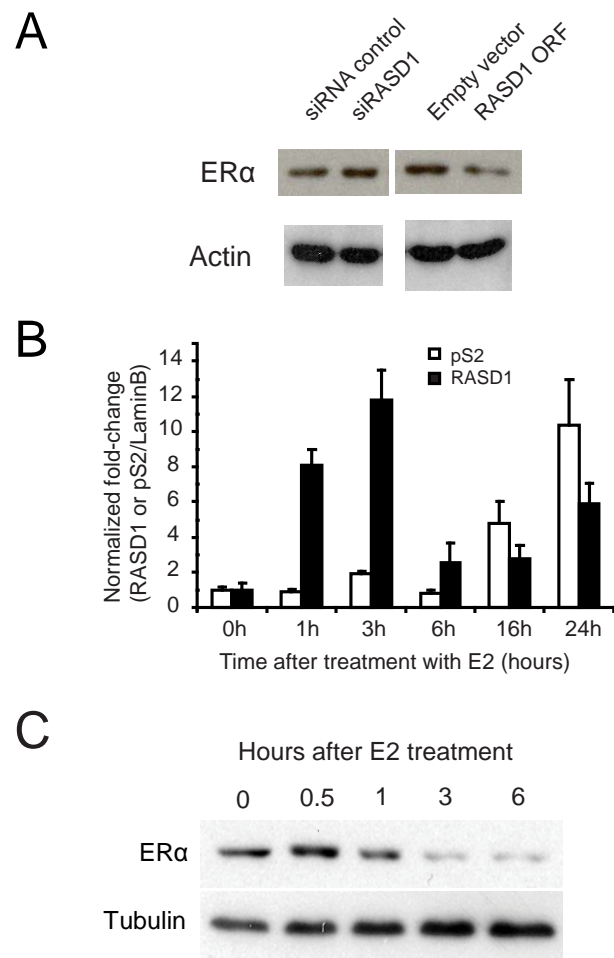 A
siRNA control
siRASD1
Empty vector
RASD1 ORF
ERα
Actin
B
Normalized fold-change
(RASD1 or pS2/LaminB)
14
12
10
8
6
4
2
0
pS2
RASD1
0h 1h 3h 6h 16h 24h
Time after treatment with E2 (hours)
C
Hours after E2 treatment
0 0.5 1 3 6
ERα
Tubulin